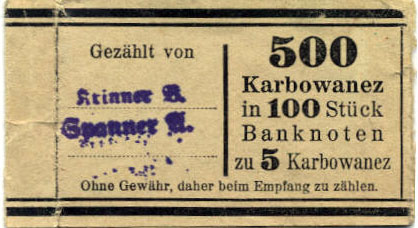 Gezählt von
Krinner B.
Spanner A.
500
Karbowanez
in 100 Stück
Banknoten
zu 5 Karbowanez
Ohne Gewähr, daher beim Empfang zu zählen.